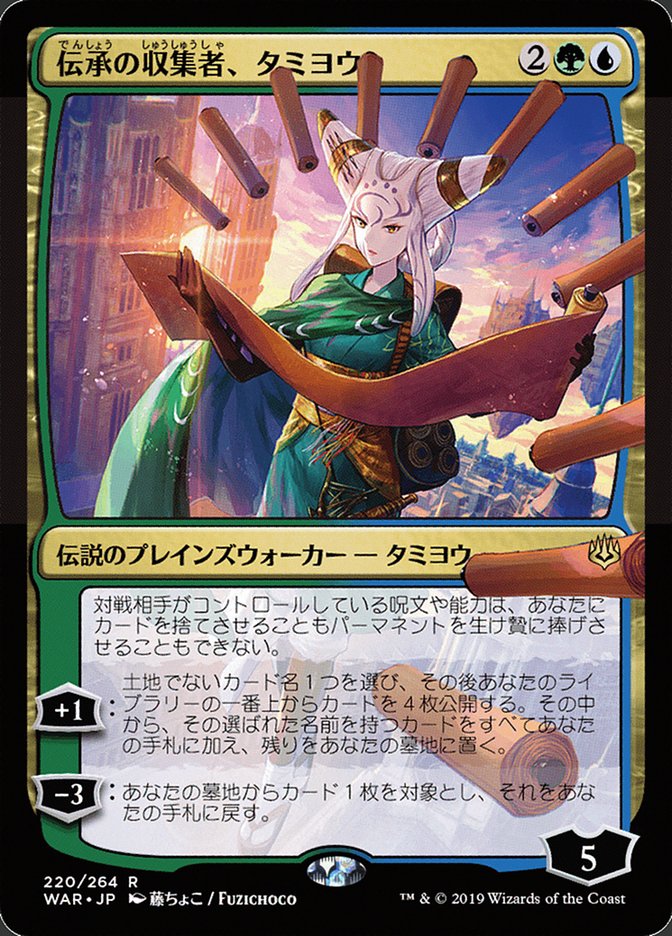 でんしょう しゅうしゅうしゃ
伝承の収集者、タミヨウ 2
伝説のプレインズウォーカー — タミヨウ
対戦相手がコントロールしている呪文や能力は、あなたに
カードを捨てさせることもパーマネントを生け贄に捧げさ
せることもできない。
+1 : 土地でないカード名1つを選び、その後あなたのライ
ブラリーの一番上からカードを4枚公開する。その中
から、その選ばれた名前を持つカードをすべてあなた
の手札に加え、残りをあなたの墓地に置く。
-3 : あなたの墓地からカード1枚を対象とし、それをあな
たの手札に戻す。
5
220/264 R
WAR • JP 藤ちょこ / Fuzichoco
™ & © 2019 Wizards of the Coast